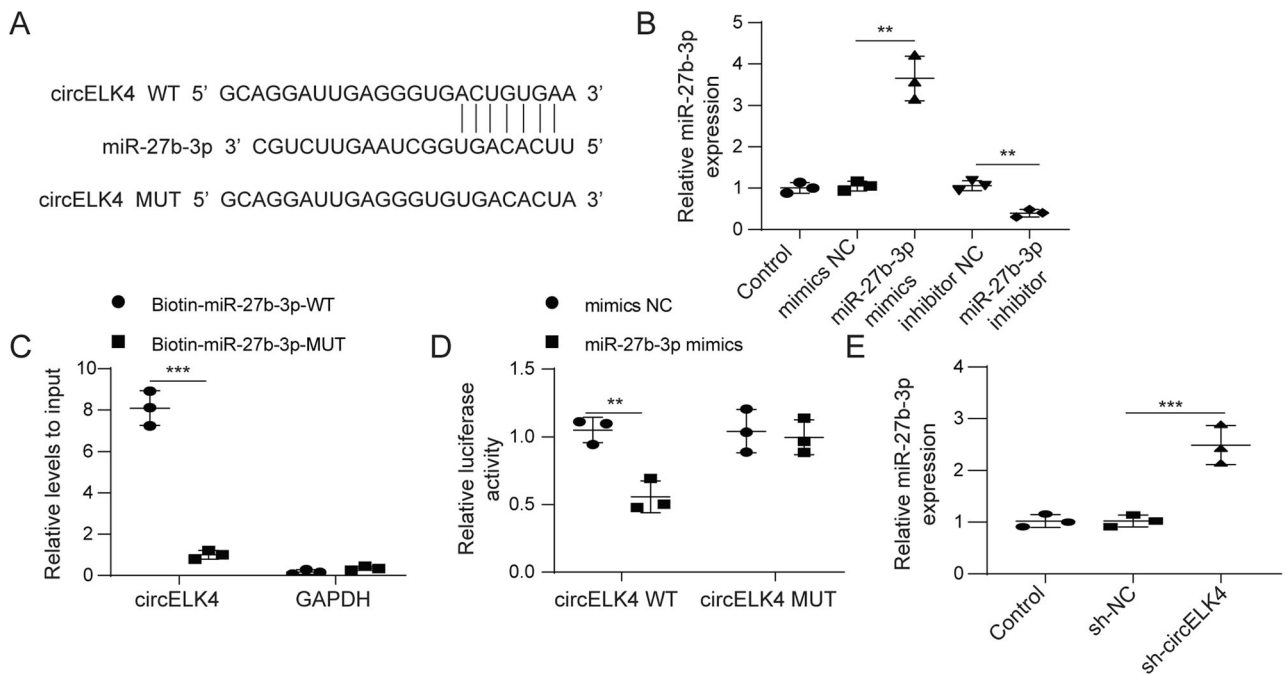 A
circELK4 WT 5' GCAGGAUUGAGGGUGACUGUGAA 3'
miR-27b-3p 3' CGUCUUGAAUCGGUGACACUU 5'
circELK4 MUT 5' GCAGGAUUGAGGGUGUGACACUA 3'
B
Relative miR-27b-3p
expression
5
4
3
2
1
0
**
**
Control
mimics NC
miR-27b-3p
mimics
inhibitor NC
miR-27b-3p
inhibitor
C
Biotin-miR-27b-3p-WT
Biotin-miR-27b-3p-MUT
Relative levels to input
10
8
6
4
2
0
***
circELK4
GAPDH
D
mimics NC
miR-27b-3p mimics
Relative luciferase
activity
1.5
1.0
0.5
0.0
**
circELK4 WT
circELK4 MUT
E
Relative miR-27b-3p
expression
4
3
2
1
0
***
Control
sh-NC
sh-circELK4